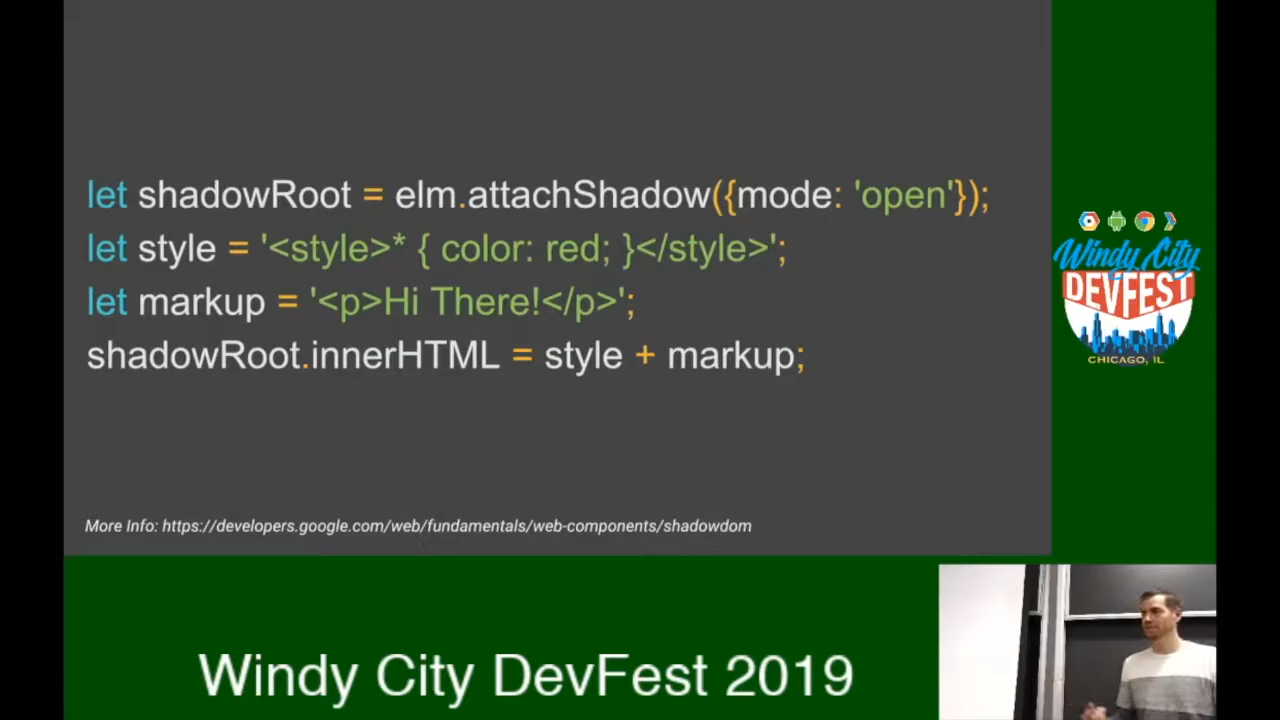 let shadowRoot = elm.attachShadow({mode: 'open'});
let style = '<style>* { color: red; }</style>';
let markup = '<p>Hi There!</p>';
shadowRoot.innerHTML = style + markup;
More Info: https://developers.google.com/web/fundamentals/web-components/shadowdom
Windy City
DEVFEST
CHICAGO, IL
Windy City DevFest 2019